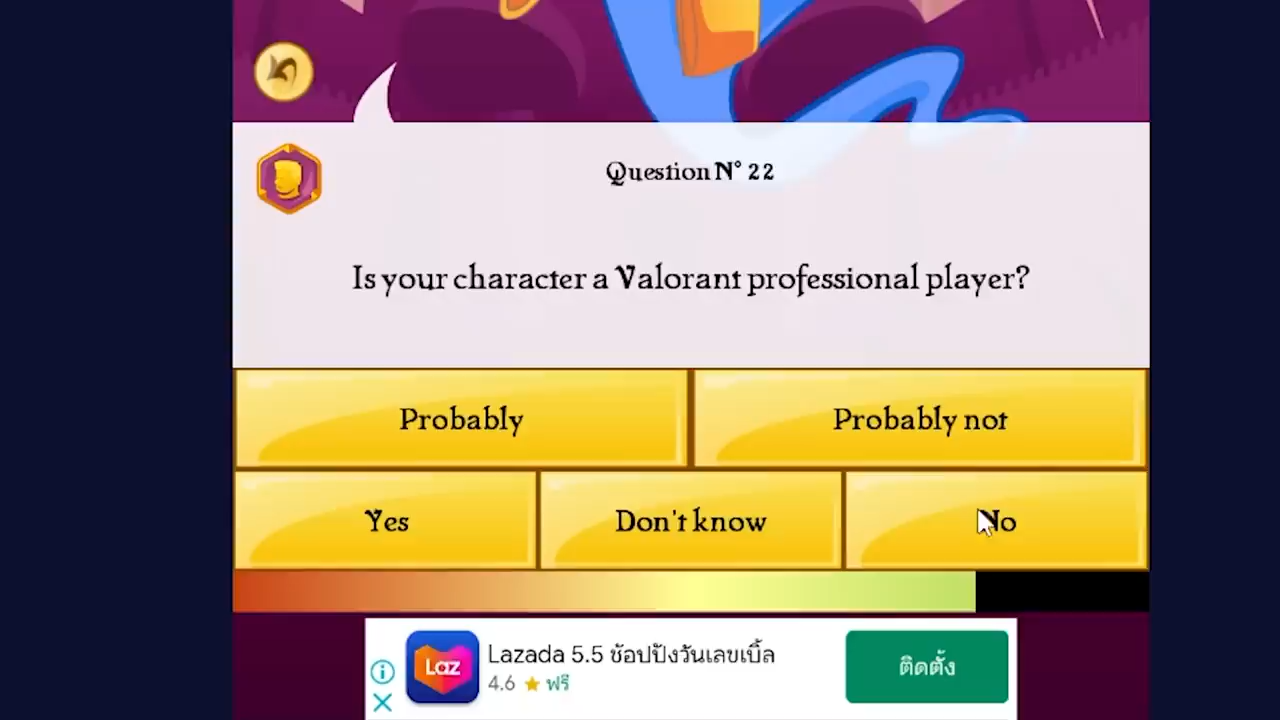 Question N° 22
Is your character a Valorant professional player?
Probably
Probably not
Yes
Don't know
No
Laz
Lazada 5.5 ช้อปปังวันเลขเบิ้ล
4.6 ★ ฟรี
ติดตั้ง